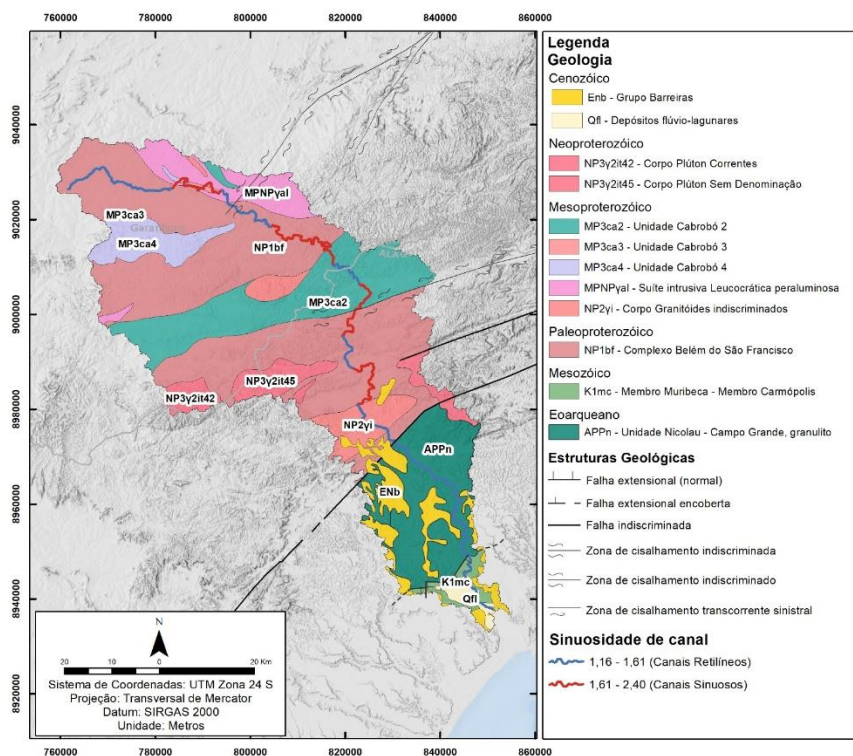 760000 780000 800000 820000 840000 860000
9040000
9020000
9000000
8980000
8960000
8940000
8920000
MPNPγal
MP3ca3
MP3ca4
NP1bf
MP3ca2
NP3γ2it42
NP3γ2it45
NP2γi
APPn
ENb
K1mc
Qfl
N
20 10 0 20 Km
Sistema de Coordenadas: UTM Zona 24 S
Projeção: Transversal de Mercator
Datum: SIRGAS 2000
Unidade: Metros
760000 780000 800000 820000 840000 860000
Legenda
Geologia
Cenozóico
Enb - Grupo Barreiras
Qfl - Depósitos flúvio-lagunares
Neoproterozóico
NP3γ2it42 - Corpo Plúton Correntes
NP3γ2it45 - Corpo Plúton Sem Denominação
Mesoproterozóico
MP3ca2 - Unidade Cabrobó 2
MP3ca3 - Unidade Cabrobó 3
MP3ca4 - Unidade Cabrobó 4
MPNPγal - Suíte intrusiva Leucocrática peraluminosa
NP2γi - Corpo Granitóides indiscriminados
Paleoproterozóico
NP1bf - Complexo Belém do São Francisco
Mesozóico
K1mc - Membro Muribeca - Membro Carmópolis
Eoarqueano
APPn - Unidade Nicolau - Campo Grande, granulito
Estruturas Geológicas
Falha extensional (normal)
Falha extensional encoberta
Falha indiscriminada
Zona de cisalhamento indiscriminada
Zona de cisalhamento indiscriminado
Zona de cisalhamento transcorrente sinistral
Sinuosidade de canal
1,16 - 1,61 (Canais Retilíneos)
1,61 - 2,40 (Canais Sinuosos)